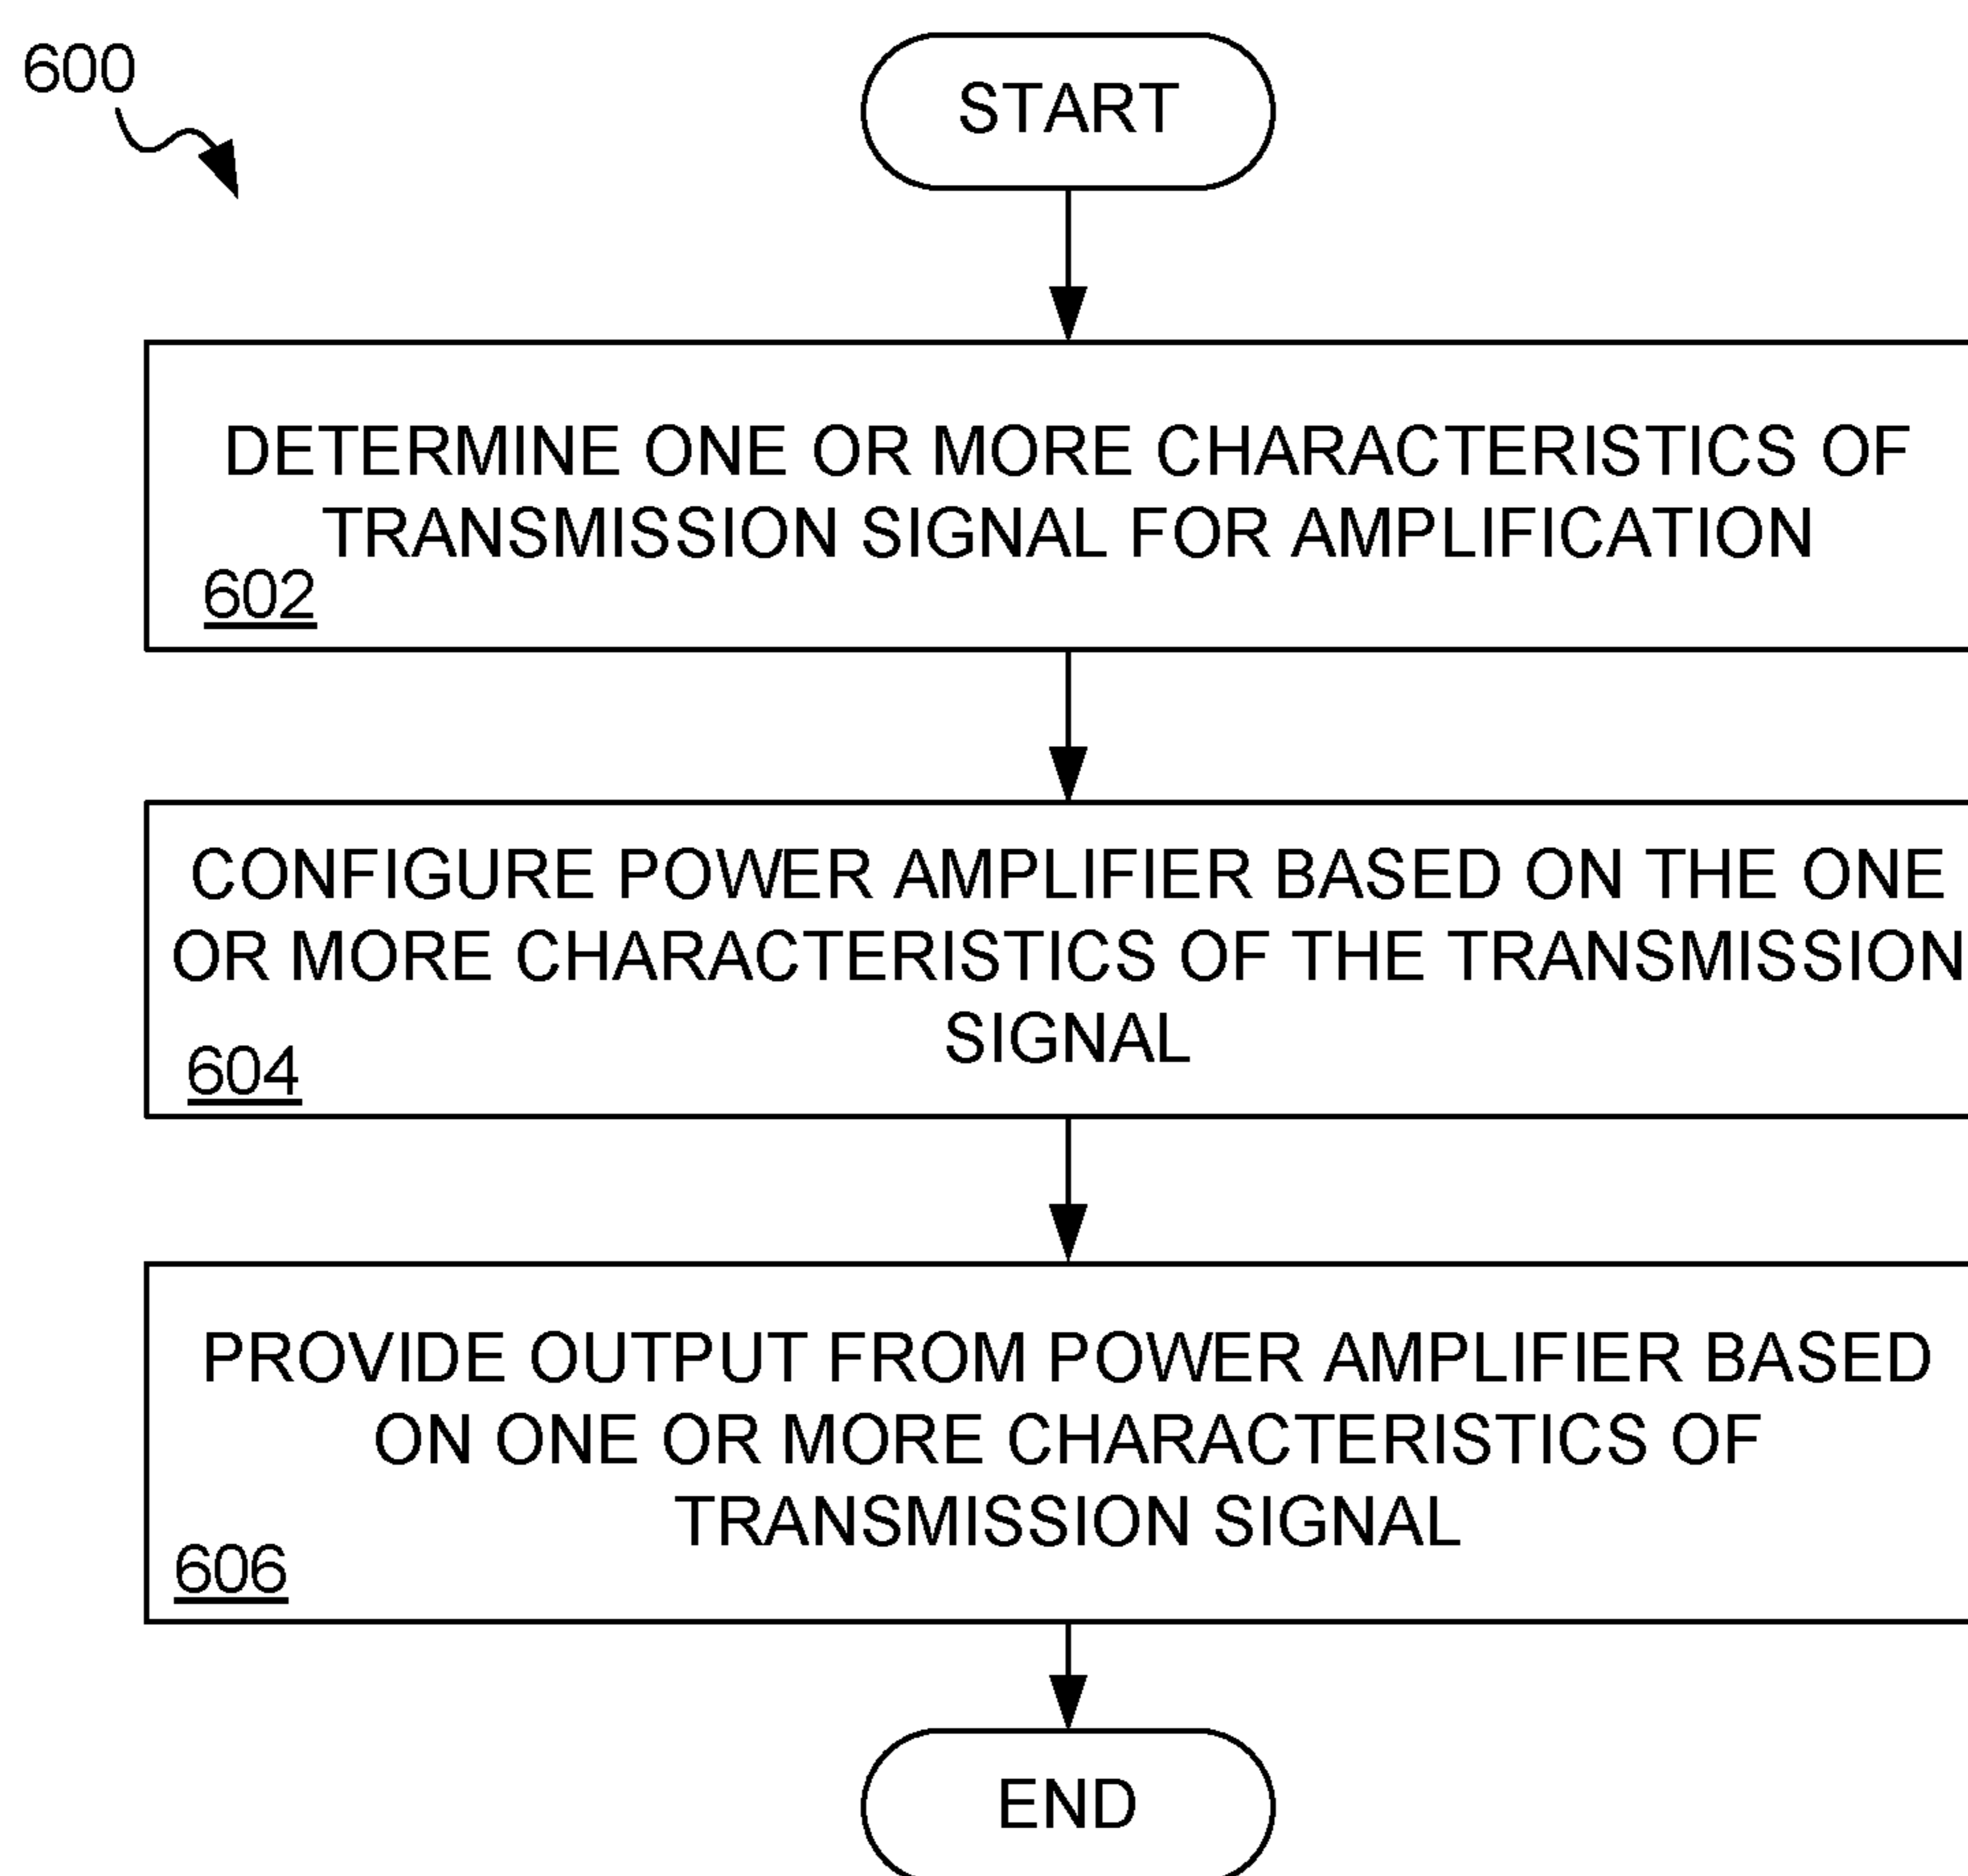 600
START
DETERMINE ONE OR MORE CHARACTERISTICS OF
TRANSMISSION SIGNAL FOR AMPLIFICATION
602
CONFIGURE POWER AMPLIFIER BASED ON THE ONE
OR MORE CHARACTERISTICS OF THE TRANSMISSION
SIGNAL
604
PROVIDE OUTPUT FROM POWER AMPLIFIER BASED
ON ONE OR MORE CHARACTERISTICS OF
TRANSMISSION SIGNAL
606
END